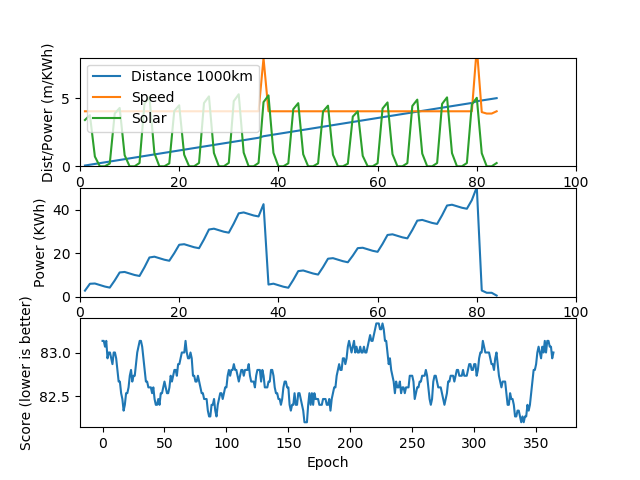 Dist/Power (m/KWh)
Distance 1000km
Speed
Solar
5
0
0 20 40 60 80 100
Power (KWh)
40
20
0
0 20 40 60 80 100
Score (lower is better)
83.0
82.5
0 50 100 150 200 250 300 350
Epoch